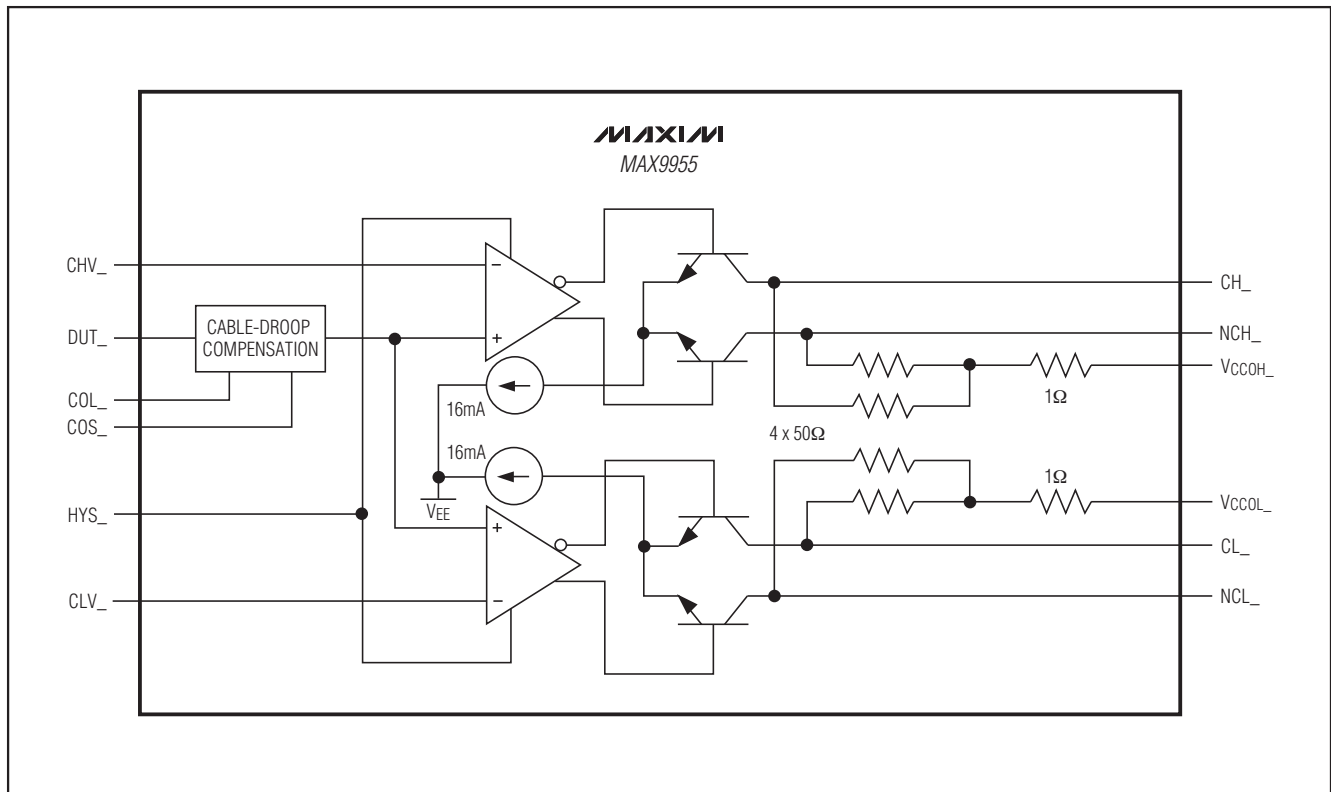 MAXIM
MAX9955
CHV_
DUT_
COL_
COS_
HYS_
CLV_
CABLE-DROOP
COMPENSATION
−
+
16mA
16mA
VEE
+
−
4 x 50Ω
1Ω
1Ω
CH_
NCH_
VCCOH_
VCCOL_
CL_
NCL_